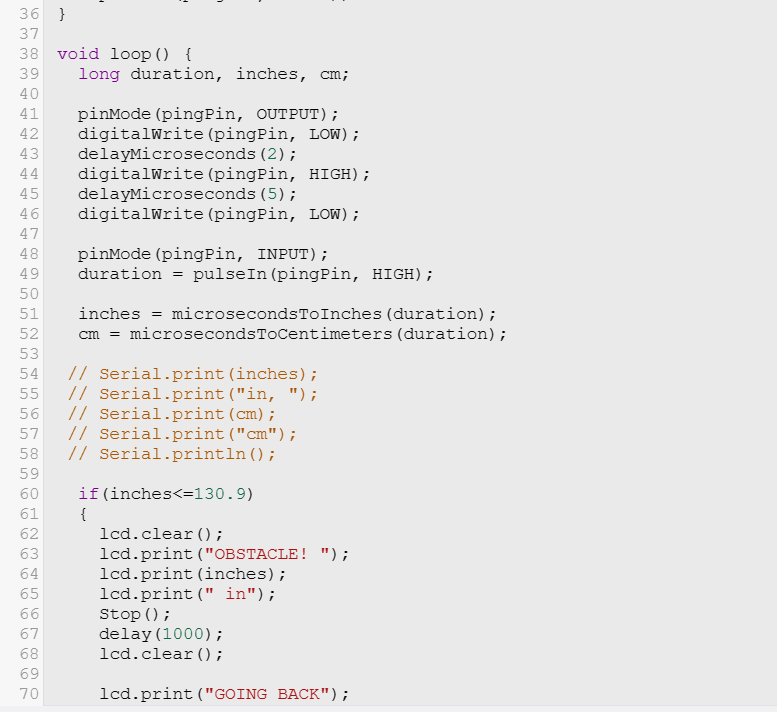 36 }
37
38 void loop() {
39   long duration, inches, cm;
40
41   pinMode(pingPin, OUTPUT);
42   digitalWrite(pingPin, LOW);
43   delayMicroseconds(2);
44   digitalWrite(pingPin, HIGH);
45   delayMicroseconds(5);
46   digitalWrite(pingPin, LOW);
47
48   pinMode(pingPin, INPUT);
49   duration = pulseIn(pingPin, HIGH);
50
51   inches = microsecondsToInches(duration);
52   cm = microsecondsToCentimeters(duration);
53
54  // Serial.print(inches);
55  // Serial.print("in, ");
56  // Serial.print(cm);
57  // Serial.print("cm");
58  // Serial.println();
59
60   if(inches<=130.9)
61   {
62     lcd.clear();
63     lcd.print("OBSTACLE! ");
64     lcd.print(inches);
65     lcd.print(" in");
66     Stop();
67     delay(1000);
68     lcd.clear();
69
70     lcd.print("GOING BACK");